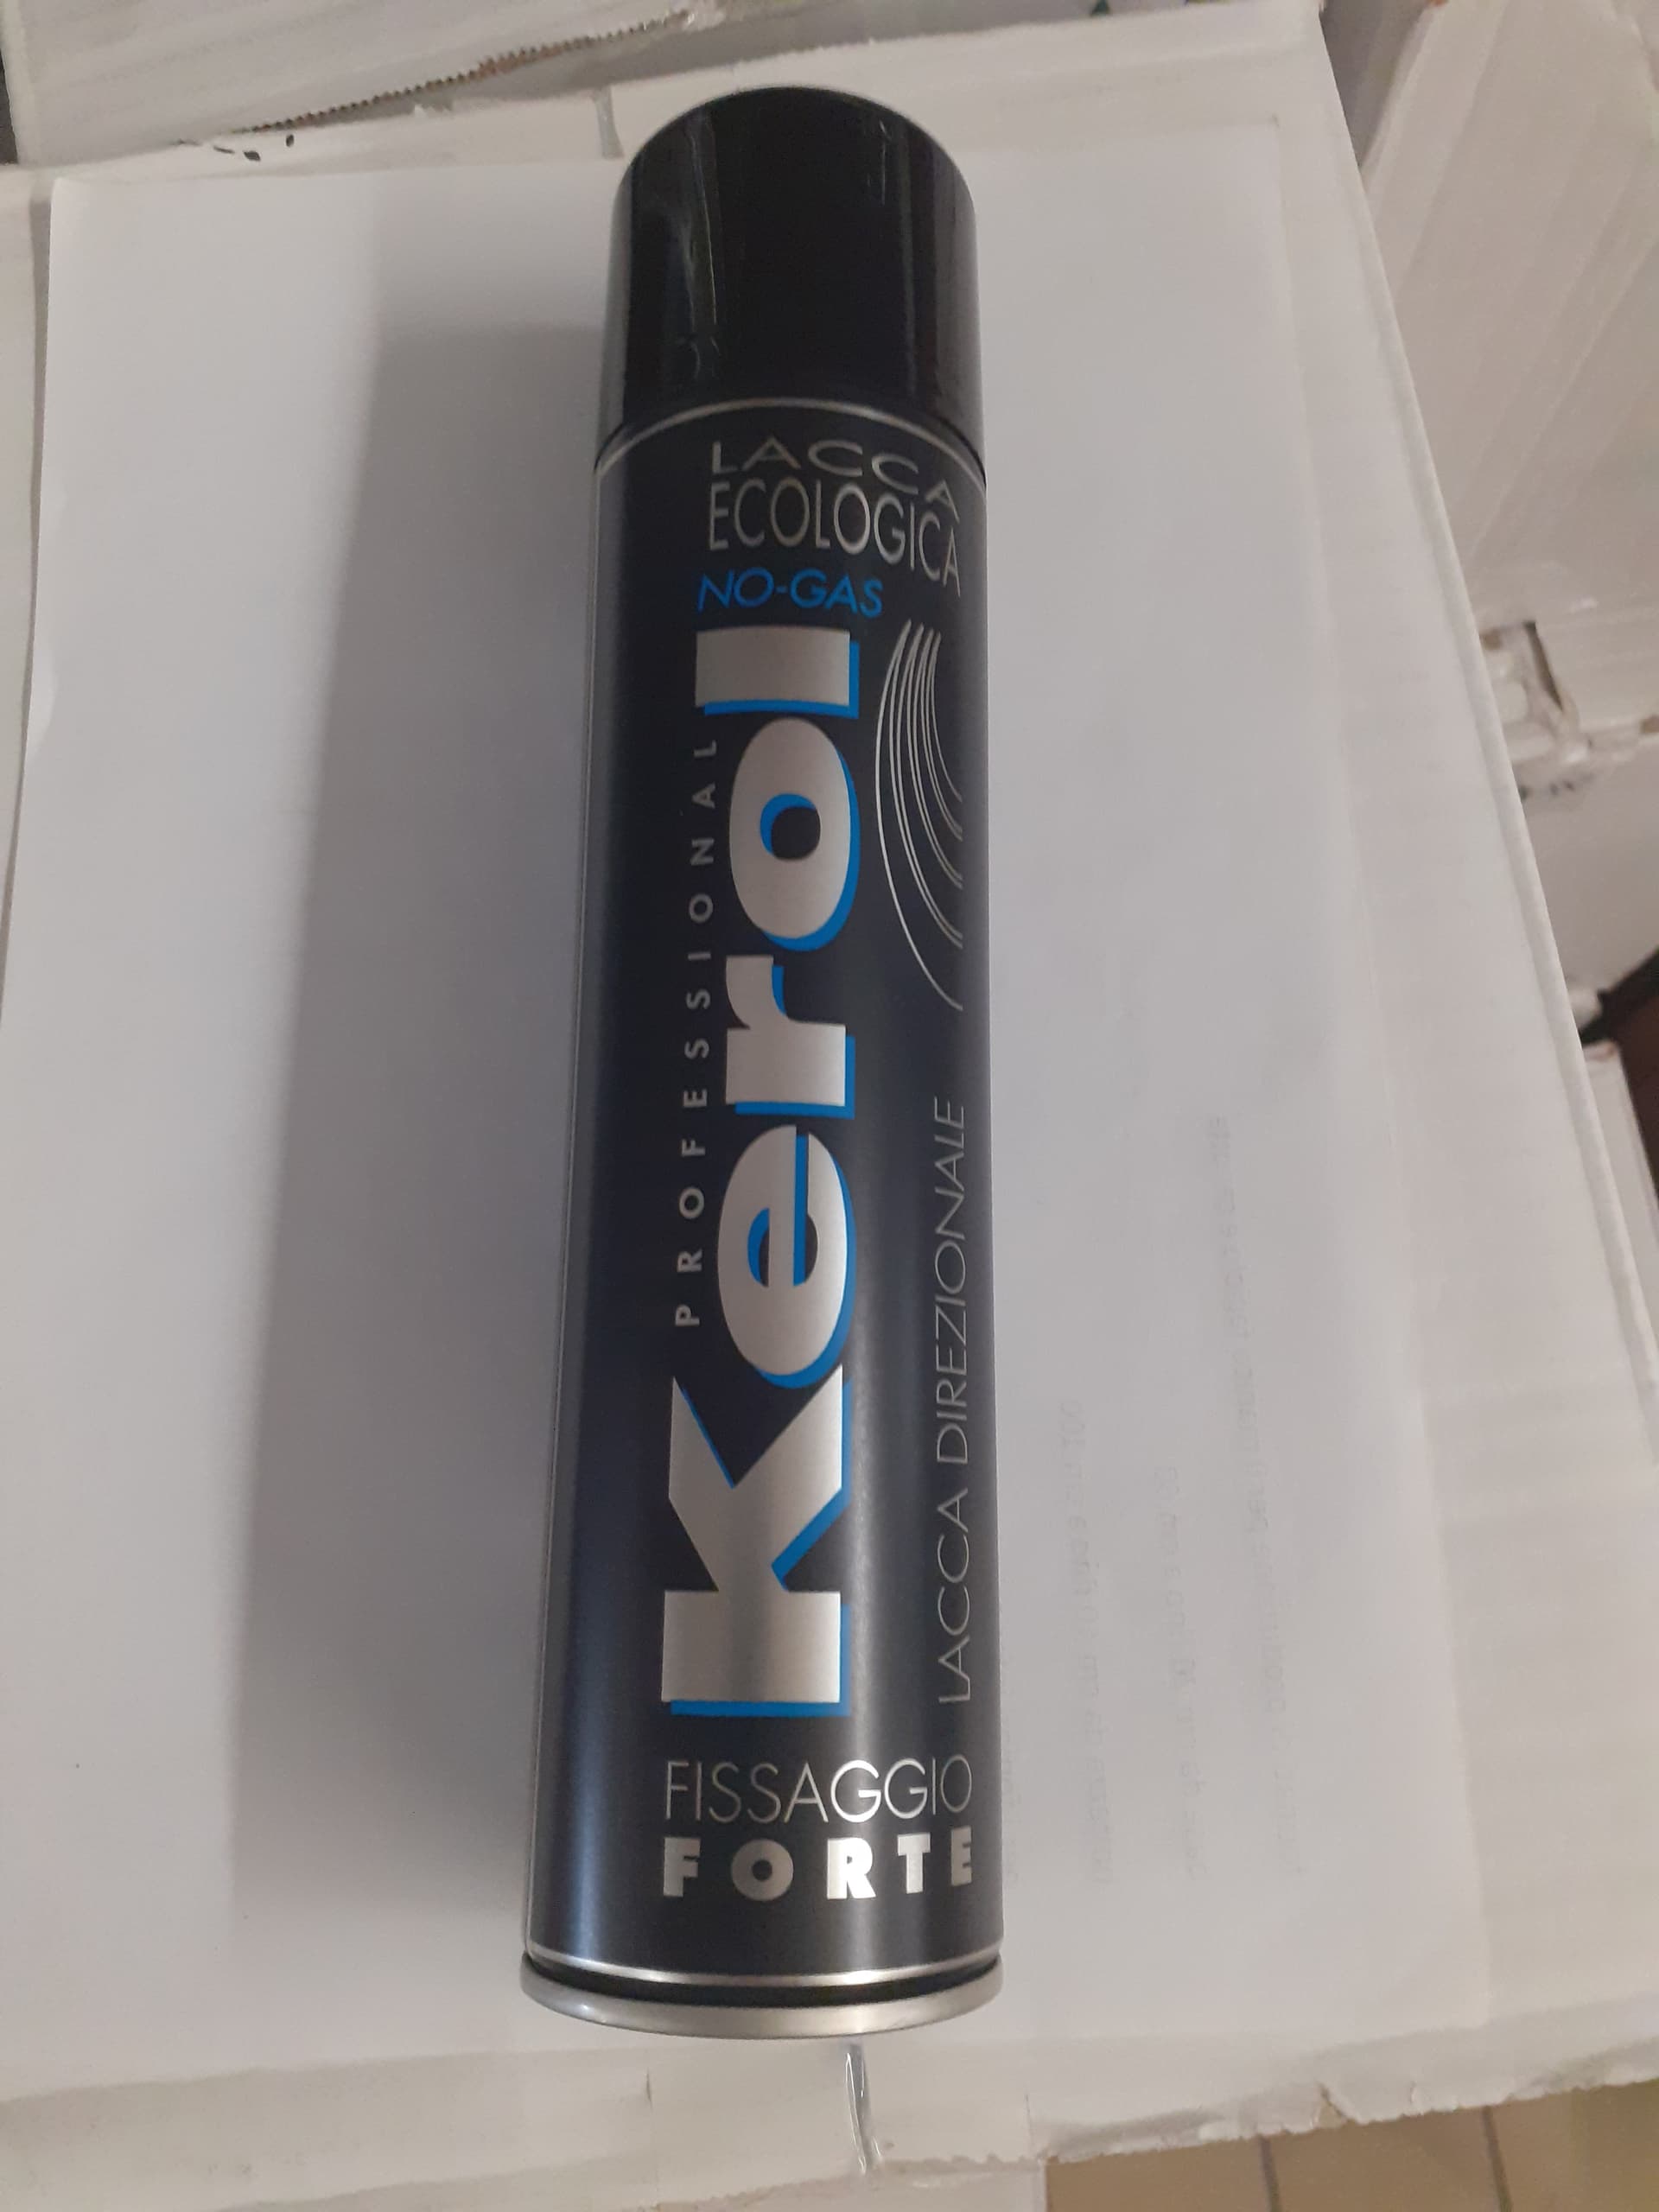 LACCA
ECOLOGICA
NO-GAS
PROFESSIONAL
Kerol
LACCA DIREZIONALE
FISSAGGIO
FORTE